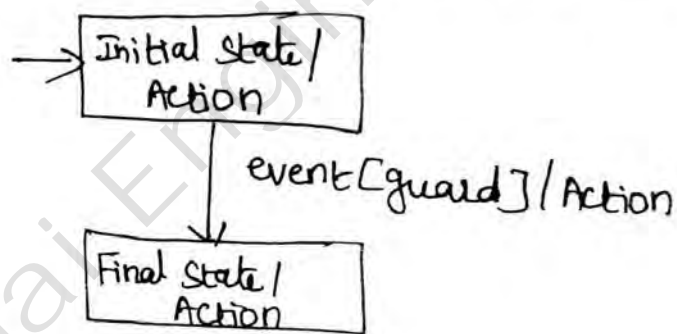 Initial State/
Action
event[guard]/Action
Final State/
Action